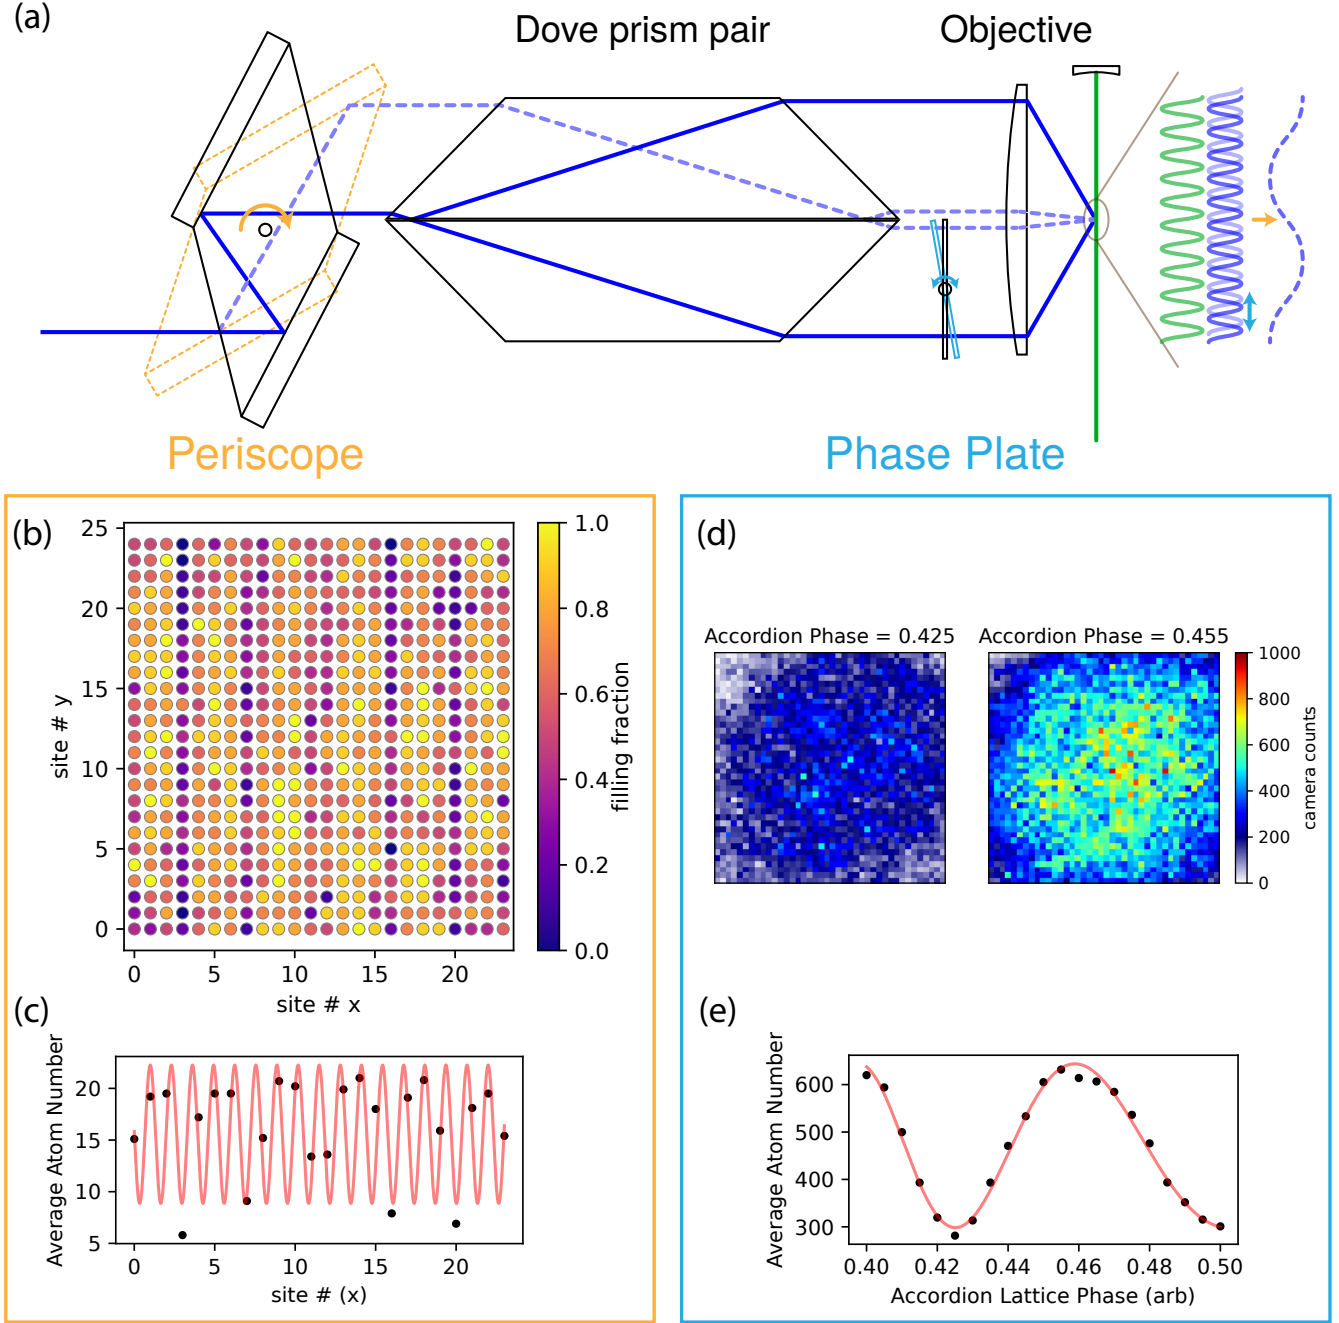 (a)
Dove prism pair
Objective
Periscope
Phase Plate
(b)
25
20
15
10
5
0
site # y
0 5 10 15 20
site # x
1.0
0.8
0.6
0.4
0.2
0.0
filling fraction
(c)
Average Atom Number
20
15
10
5
0 5 10 15 20
site # (x)
(d)
Accordion Phase = 0.425
Accordion Phase = 0.455
1000
800
600
400
200
0
camera counts
(e)
Average Atom Number
600
500
400
300
0.40 0.42 0.44 0.46 0.48 0.50
Accordion Lattice Phase (arb)